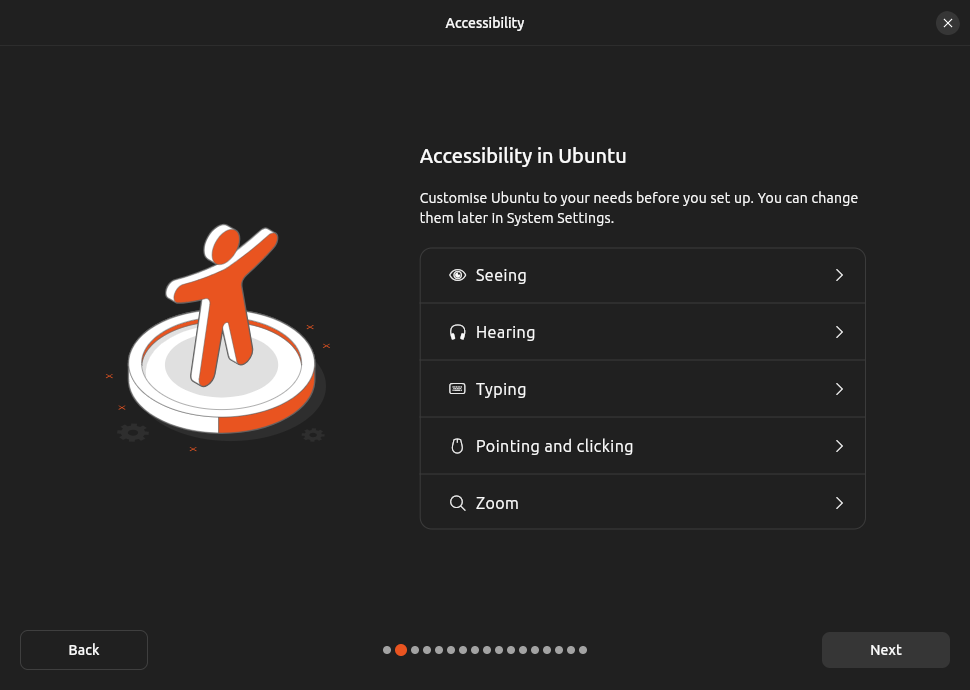 Accessibility
Accessibility in Ubuntu
Customise Ubuntu to your needs before you set up. You can change
them later in System Settings.
Seeing
Hearing
Typing
Pointing and clicking
Zoom
Back
Next